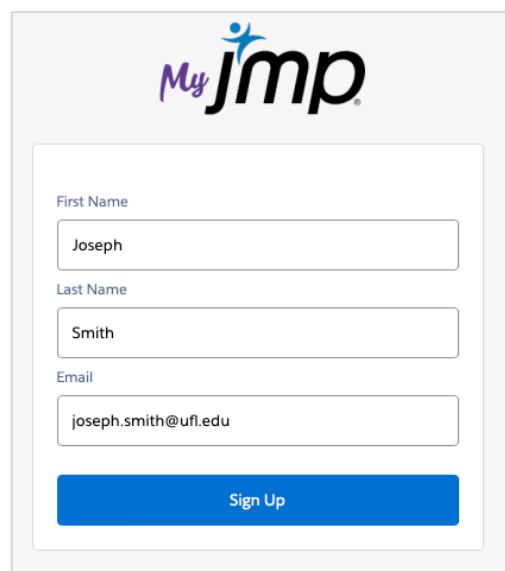 My jmp®
First Name
Joseph
Last Name
Smith
Email
joseph.smith@ufl.edu
Sign Up